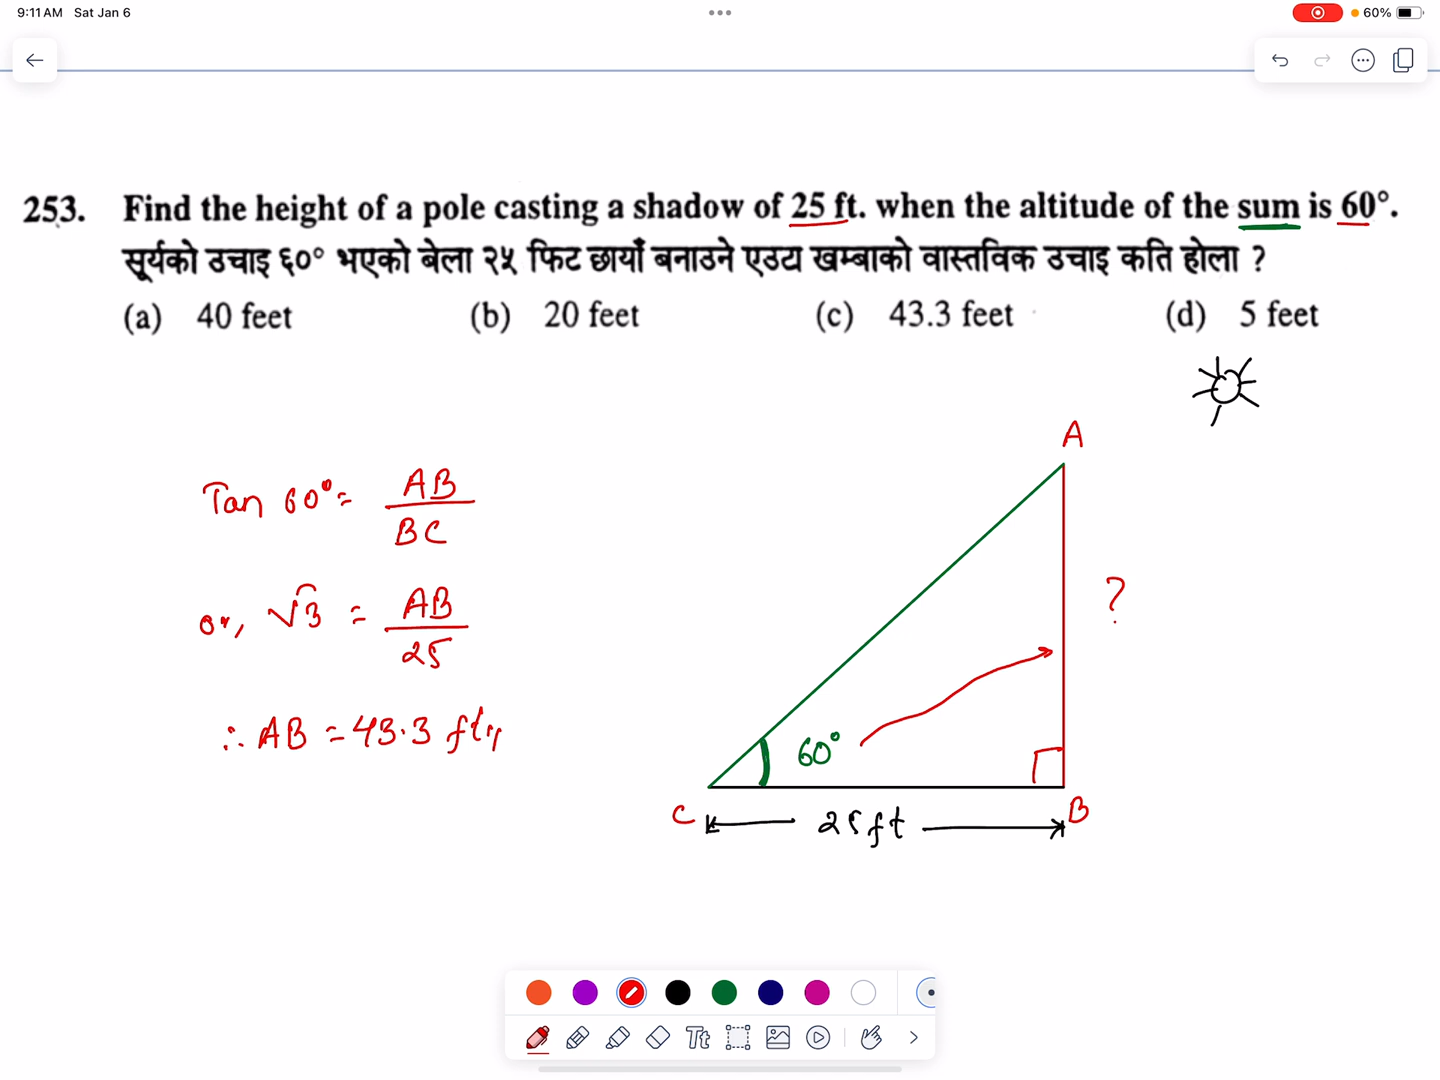 9:11 AM Sat Jan 6
60%
253. Find the height of a pole casting a shadow of 25 ft. when the altitude of the sum is 60°.
सूर्यको उचाइ ६०° भएको बेला २५ फिट छायाँ बनाउने एउटा खम्बाको वास्तविक उचाइ कति होला ?
(a) 40 feet (b) 20 feet (c) 43.3 feet (d) 5 feet
A
Tan 60° = AB
BC
or, √3 = AB
25
?
∴ AB = 43.3 ft,,
60°
C 25 ft B
Tt